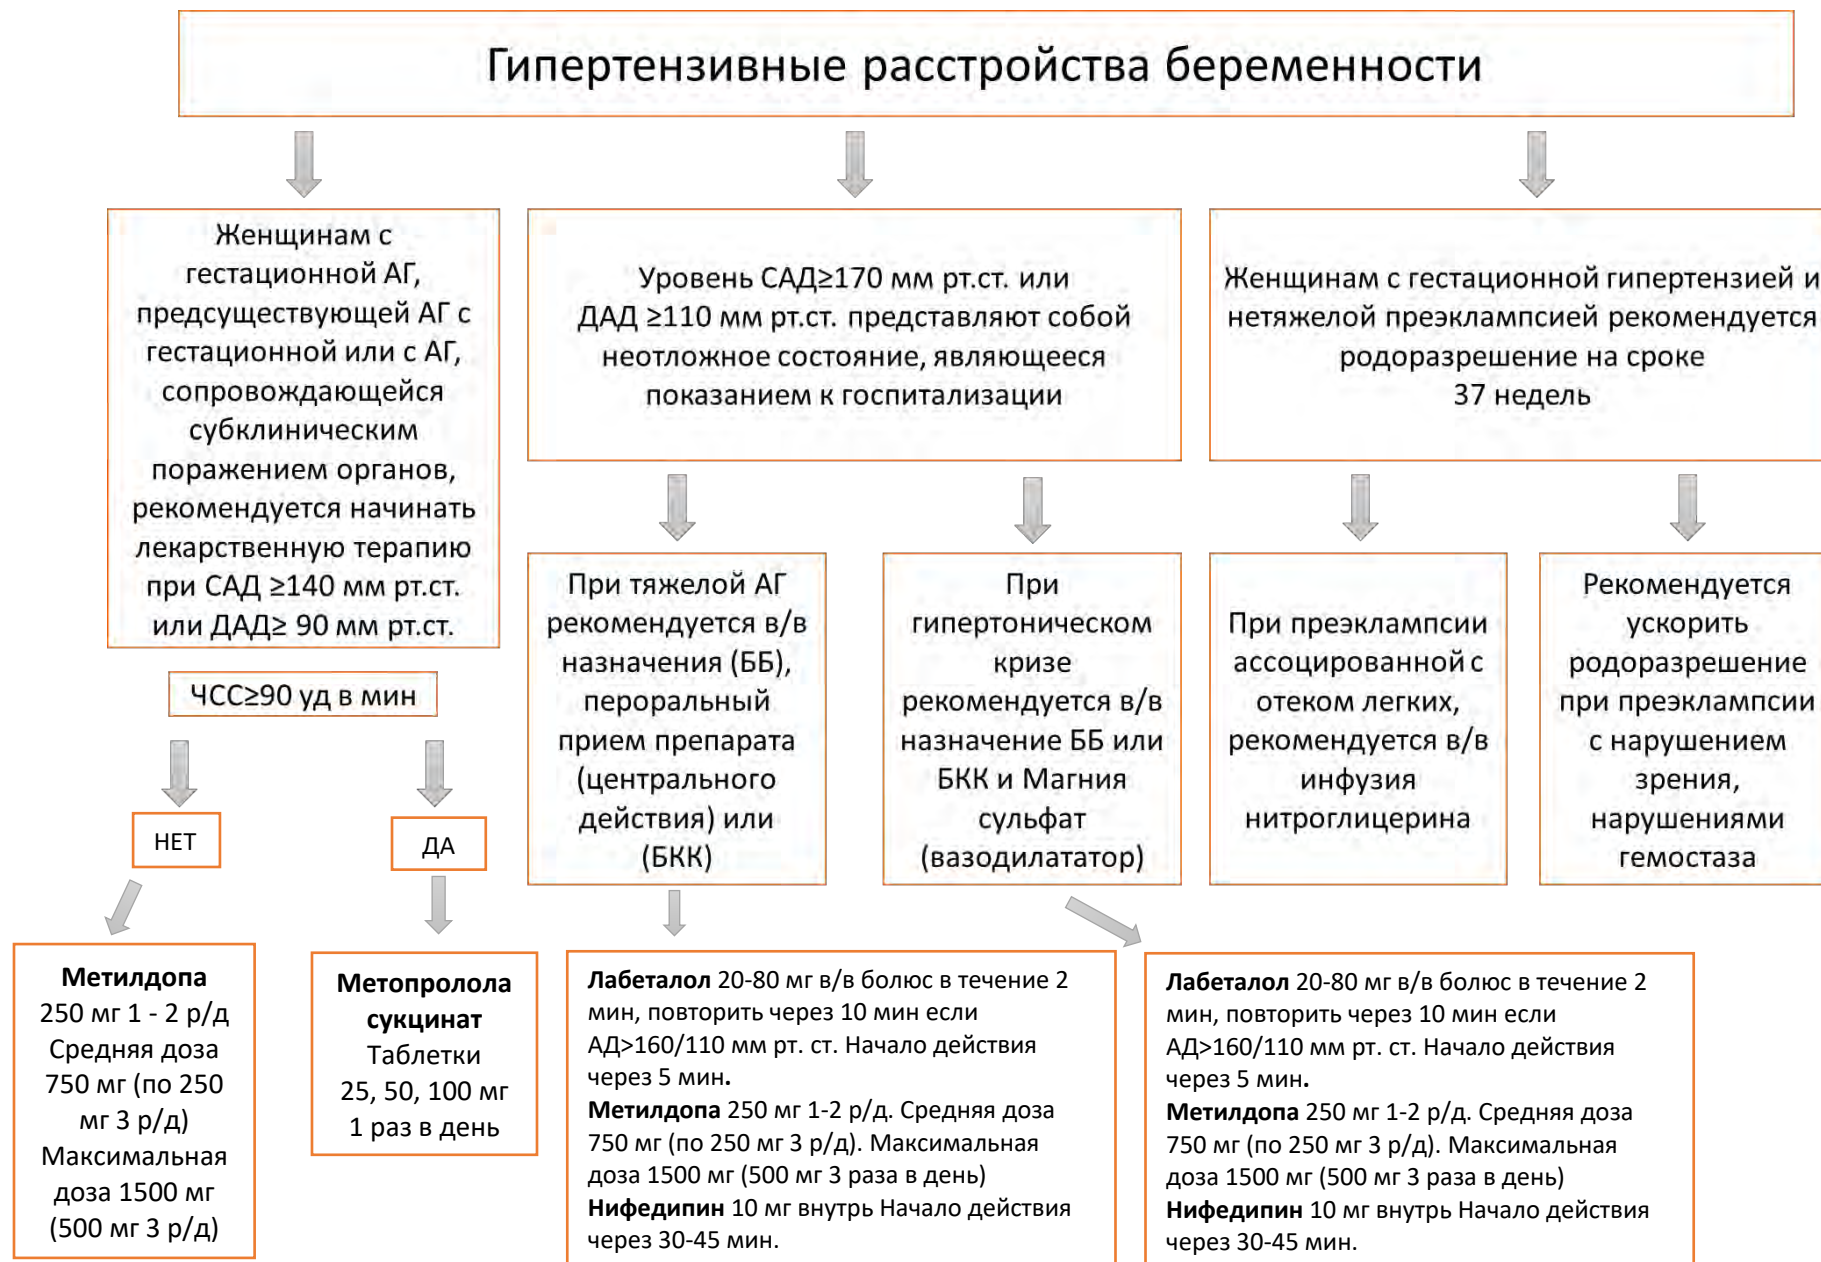 Гипертензивные расстройства беременности
Женщинам с
гестационной АГ,
предсуществующей АГ с
гестационной или с АГ,
сопровождающейся
субклиническим
поражением органов,
рекомендуется начинать
лекарственную терапию
при САД ≥140 мм рт.ст.
или ДАД≥ 90 мм рт.ст.
Уровень САД≥170 мм рт.ст. или
ДАД ≥110 мм рт.ст. представляют собой
неотложное состояние, являющееся
показанием к госпитализации
Женщинам с гестационной гипертензией и
нетяжелой преэклампсией рекомендуется
родоразрешение на сроке
37 недель
ЧСС≥90 уд в мин
НЕТ
ДА
При тяжелой АГ
рекомендуется в/в
назначения (ББ),
пероральный
прием препарата
(центрального
действия) или
(БКК)
При
гипертоническом
кризе
рекомендуется в/в
назначение ББ или
БКК и Магния
сульфат
(вазодилататор)
При преэклампсии
ассоцированной с
отеком легких,
рекомендуется в/в
инфузия
нитроглицерина
Рекомендуется
ускорить
родоразрешение
при преэклампсии
с нарушением
зрения,
нарушениями
гемостаза
Метилдопа
250 мг 1 - 2 р/д
Средняя доза
750 мг (по 250
мг 3 р/д)
Максимальная
доза 1500 мг
(500 мг 3 р/д)
Метопролола
сукцинат
Таблетки
25, 50, 100 мг
1 раз в день
Лабеталол 20-80 мг в/в болюс в течение 2
мин, повторить через 10 мин если
АД>160/110 мм рт. ст. Начало действия
через 5 мин.
Метилдопа 250 мг 1-2 р/д. Средняя доза
750 мг (по 250 мг 3 р/д). Максимальная
доза 1500 мг (500 мг 3 раза в день)
Нифедипин 10 мг внутрь Начало действия
через 30-45 мин.
Лабеталол 20-80 мг в/в болюс в течение 2
мин, повторить через 10 мин если
АД>160/110 мм рт. ст. Начало действия
через 5 мин.
Метилдопа 250 мг 1-2 р/д. Средняя доза
750 мг (по 250 мг 3 р/д). Максимальная
доза 1500 мг (500 мг 3 раза в день)
Нифедипин 10 мг внутрь Начало действия
через 30-45 мин.